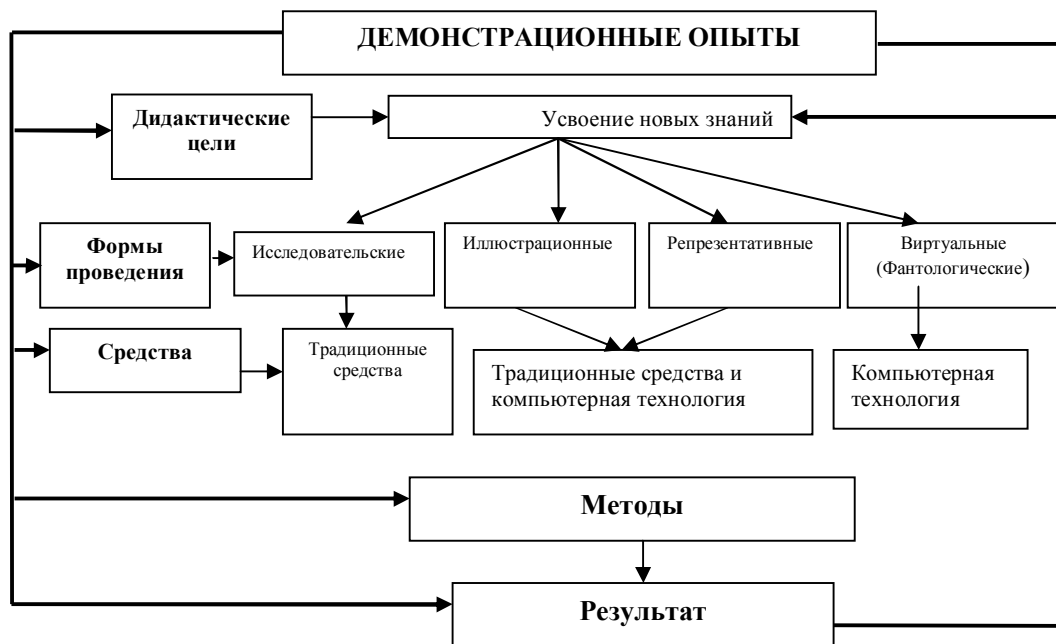 ДЕМОНСТРАЦИОННЫЕ ОПЫТЫ
Дидактические
цели
Усвоение новых знаний
Формы
проведения
Исследовательские
Иллюстрационные
Репрезентативные
Виртуальные
(Фантологические)
Средства
Традиционные
средства
Традиционные средства и
компьютерная технология
Компьютерная
технология
Методы
Результат